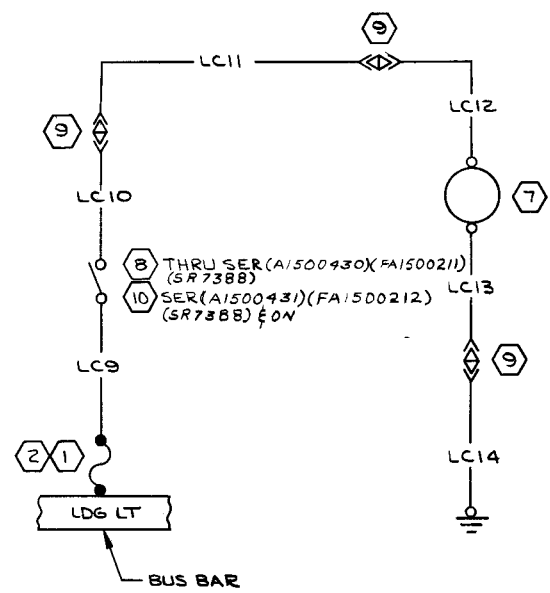 9
LC11
LC12
9
7
LC10
8 THRU SER (A1500430)(FA1500211)
(SR7388)
10 SER (A1500431)(FA1500212)
(SR7388) & ON
LC13
9
LC9
2 1
LC14
LDG LT
BUS BAR